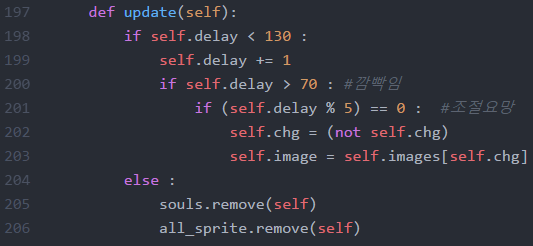 197 def update(self):
198 if self.delay < 130 :
199 self.delay += 1
200 if self.delay > 70 : #깜빡임
201 if (self.delay % 5) == 0 : #조절요망
202 self.chg = (not self.chg)
203 self.image = self.images[self.chg]
204 else :
205 souls.remove(self)
206 all_sprite.remove(self)